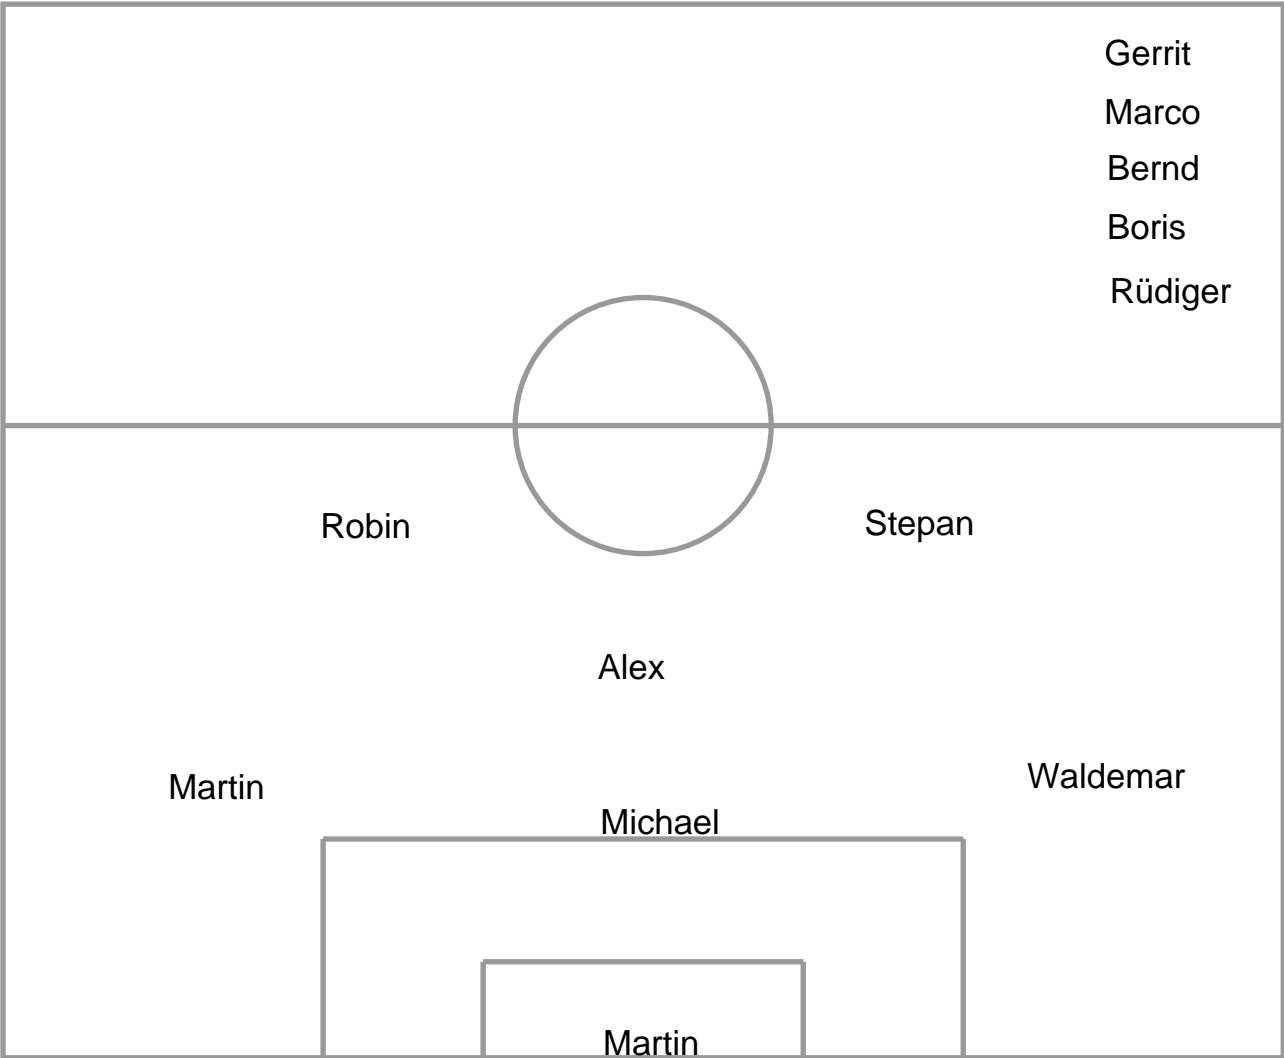 Gerrit
Marco
Bernd
Boris
Rüdiger
Robin
Stepan
Alex
Martin
Waldemar
Michael
Martin